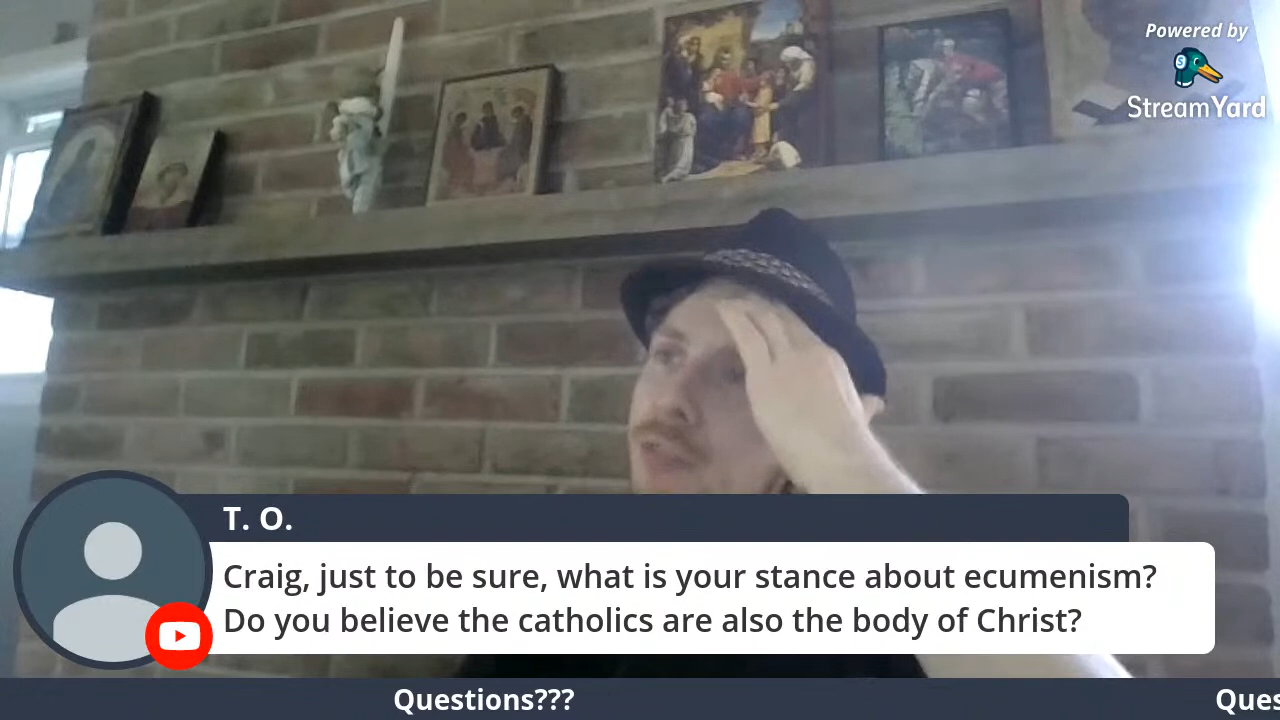 Powered by
StreamYard
T. O.
Craig, just to be sure, what is your stance about ecumenism?
Do you believe the catholics are also the body of Christ?
Questions???
Ques